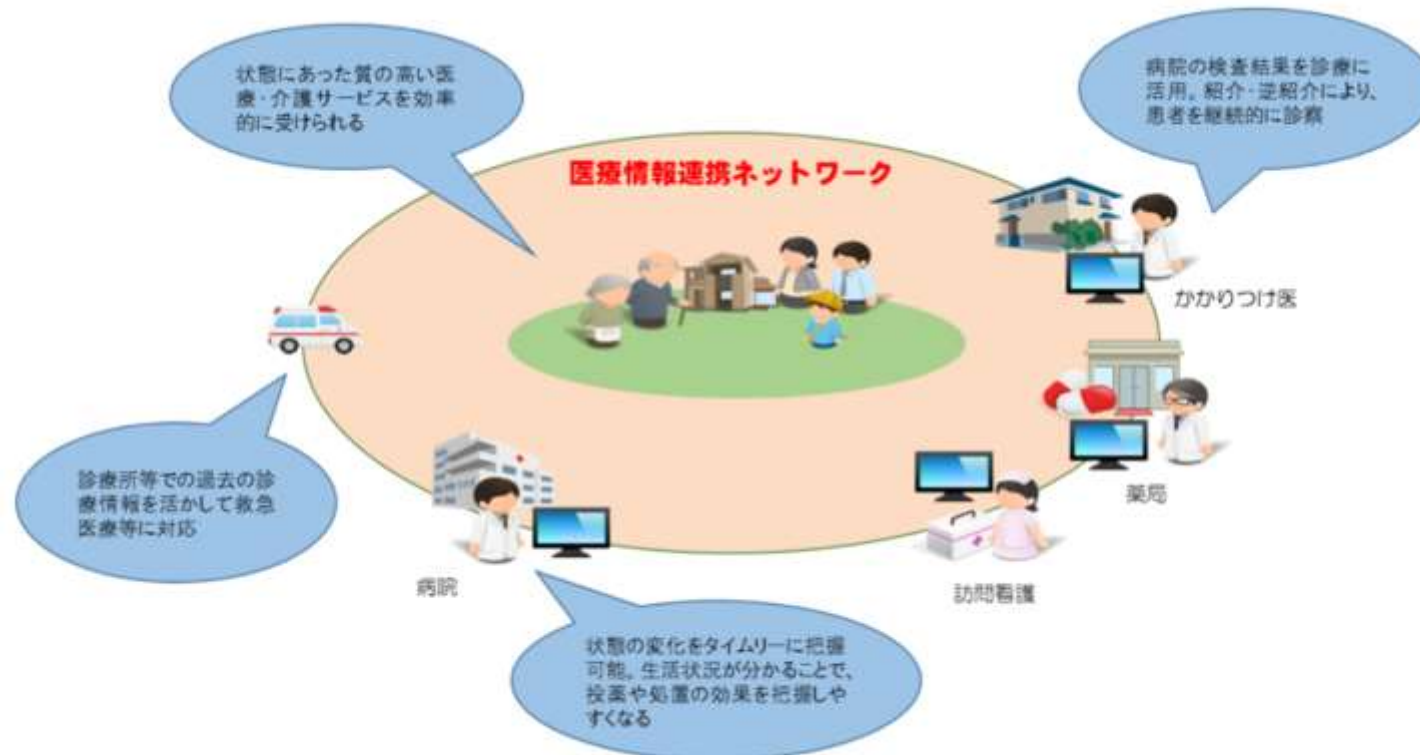 状態にあった質の高い医
療・介護サービスを効率
的に受けられる
病院の検査結果を診療に
活用。紹介・逆紹介により、
患者を継続的に診察
医療情報連携ネットワーク
かかりつけ医
薬局
診療所等での過去の診
療情報を活かして救急
医療等に対応
病院
訪問看護
状態の変化をタイムリーに把握
可能。生活状況が分かることで、
投薬や処置の効果を把握しや
すくなる